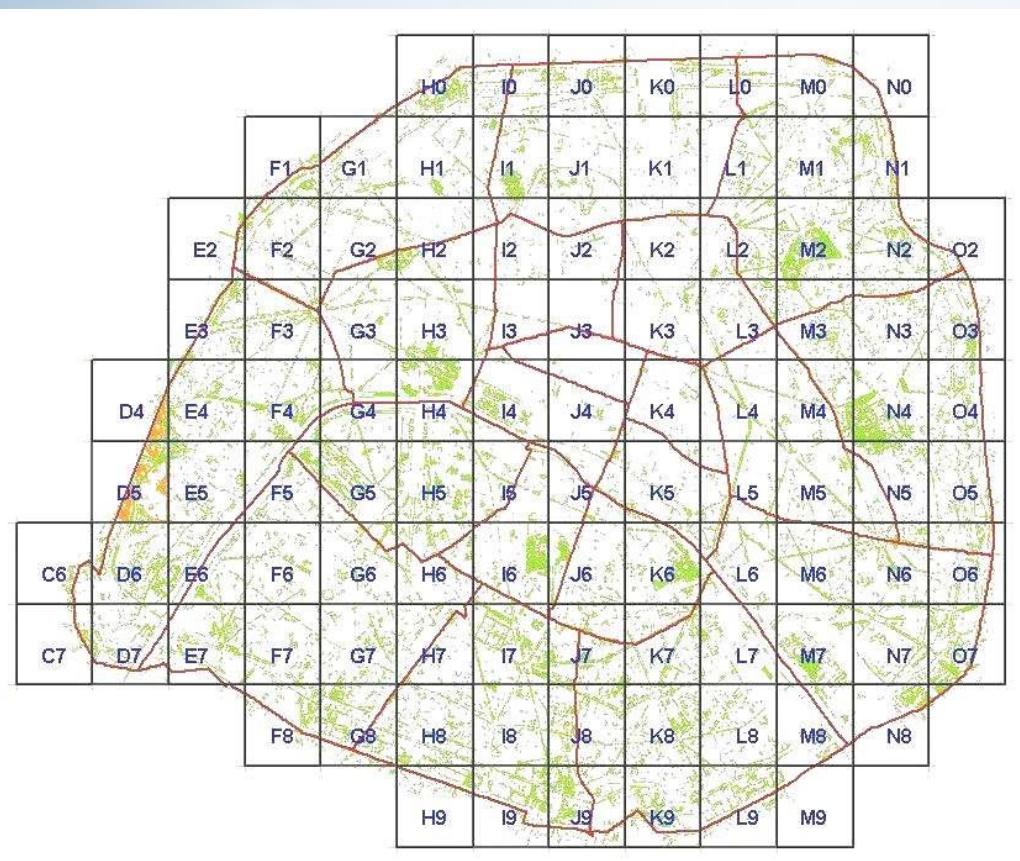 H0 I0 J0 K0 L0 M0 N0
F1 G1 H1 I1 J1 K1 L1 M1 N1
E2 F2 G2 H2 I2 J2 K2 L2 M2 N2 O2
E3 F3 G3 H3 I3 J3 K3 L3 M3 N3 O3
D4 E4 F4 G4 H4 I4 J4 K4 L4 M4 N4 O4
D5 E5 F5 G5 H5 I5 J5 K5 L5 M5 N5 O5
C6 D6 E6 F6 G6 H6 I6 J6 K6 L6 M6 N6 O6
C7 D7 E7 F7 G7 H7 I7 J7 K7 L7 M7 N7 O7
F8 G8 H8 I8 J8 K8 L8 M8 N8
H9 I9 J9 K9 L9 M9